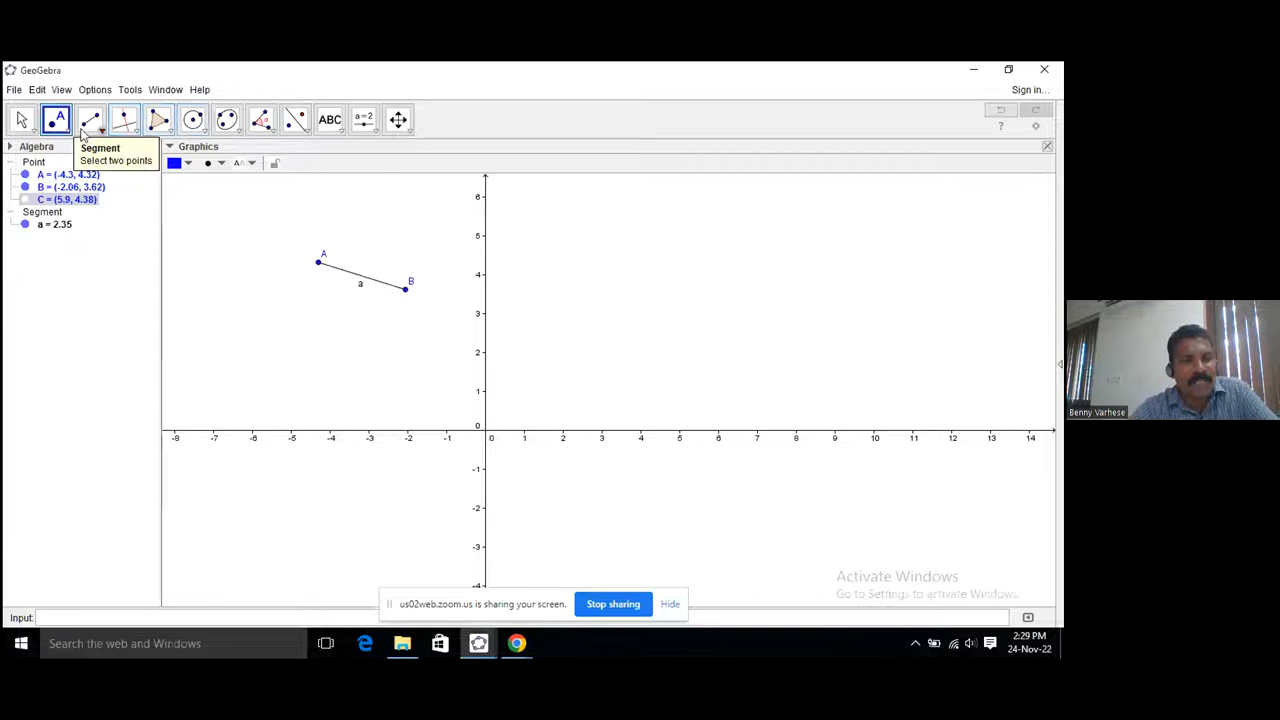 GeoGebra
File Edit View Options Tools Window Help
Sign in...
A
ABC
a=2
Segment
Select two points
Algebra
Graphics
Point
A = (-4.3, 4.32)
B = (-2.06, 3.62)
C = (5.9, 4.38)
Segment
a = 2.35
A
B
a
6
5
4
3
2
1
0
-8 -7 -6 -5 -4 -3 -2 -1 0 1 2 3 4 5 6 7 8 9 10 11 12 13 14
-1
-2
-3
-4
Benny Varhese
Activate Windows
Go to Settings to activate Windows.
us02web.zoom.us is sharing your screen. Stop sharing Hide
Input:
Search the web and Windows
2:29 PM
24-Nov-22